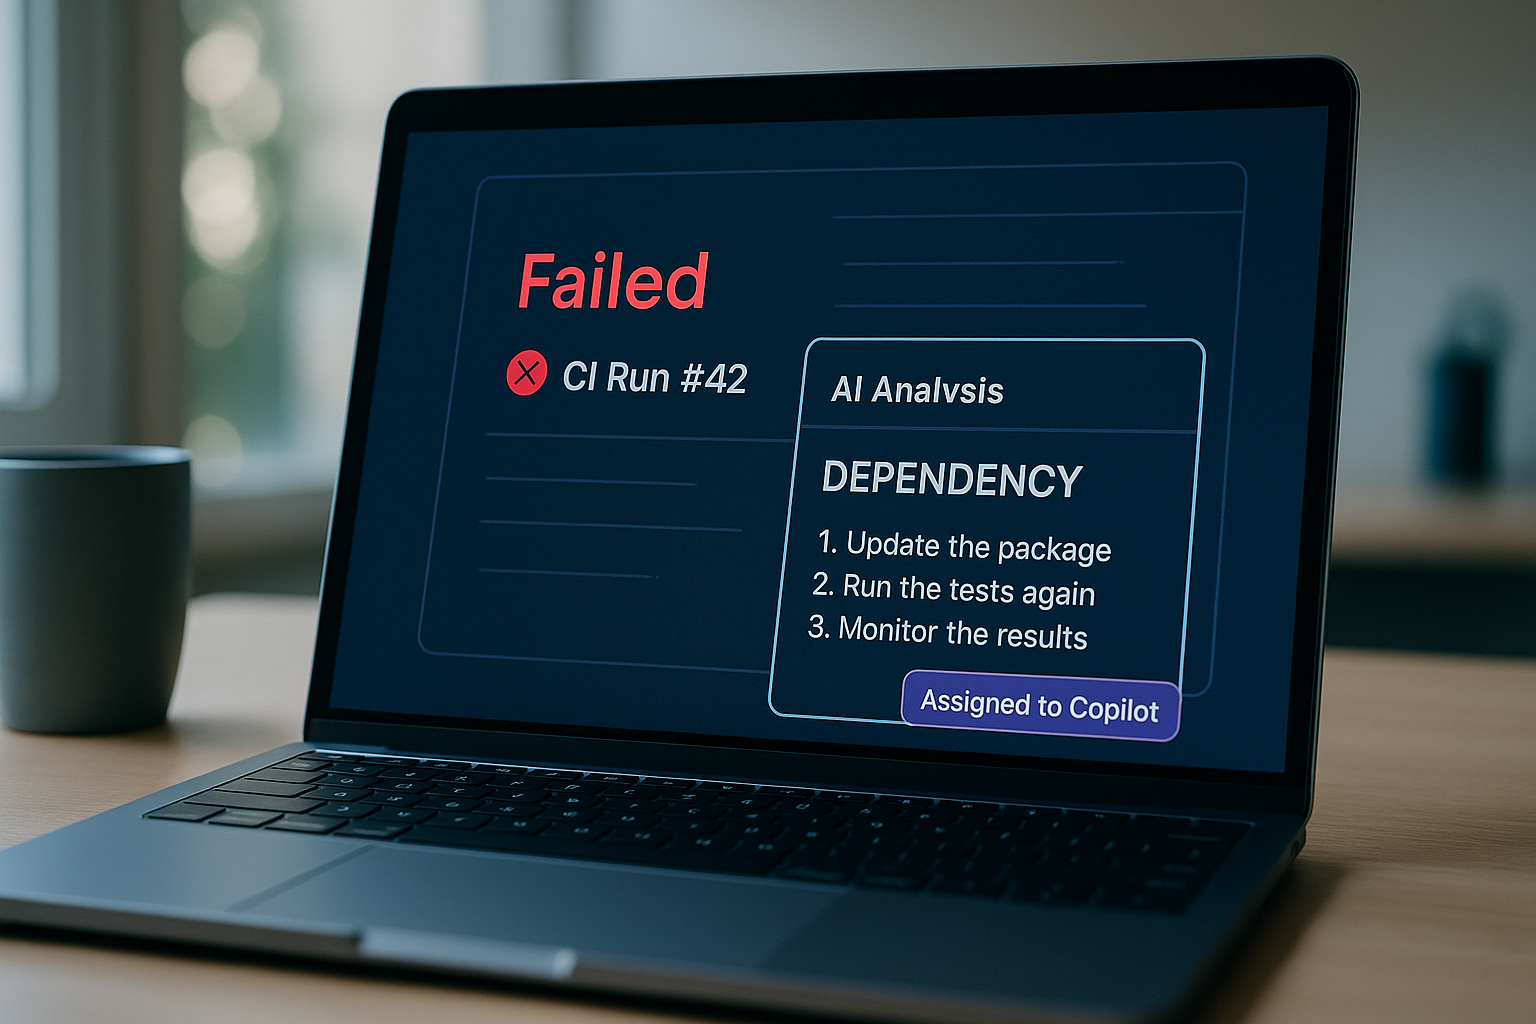 Failed
CI Run #42
AI Analvsis
DEPENDENCY
1. Update the package
2. Run the tests again
3. Monitor the results
Assigned to Copilot